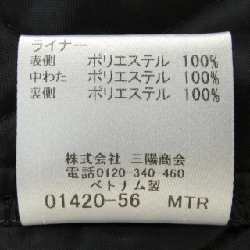 ライナー
表側 ポリエステル 100%
中わた ポリエステル 100%
裏側 ポリエステル 100%
株式会社 三陽商会
電話0120-340-460
ベトナム製
01420-56 MTR